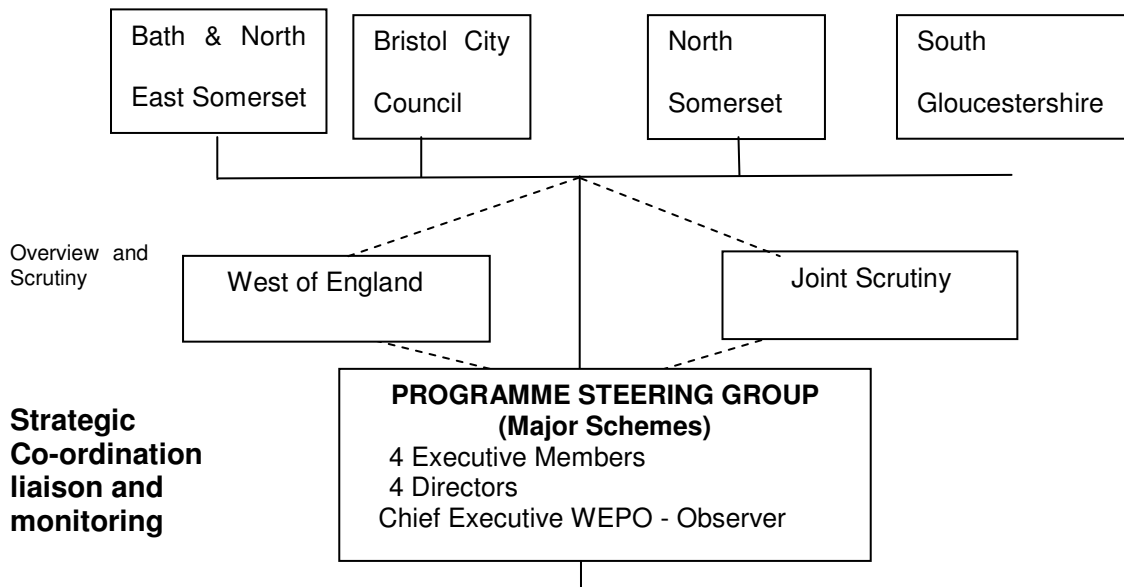 Bath & North
East Somerset
Bristol City
Council
North
Somerset
South
Gloucestershire
Overview and
Scrutiny
West of England
Joint Scrutiny
Strategic
Co-ordination
liaison and
monitoring
PROGRAMME STEERING GROUP
(Major Schemes)
4 Executive Members
4 Directors
Chief Executive WEPO - Observer